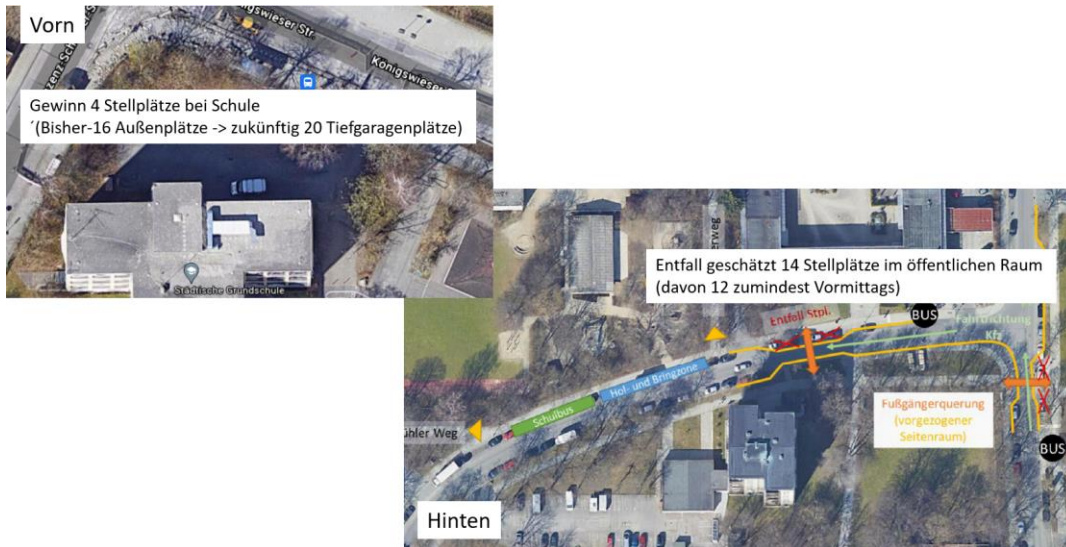 Vorn
Königswieser Str
Gewinn 4 Stellplätze bei Schule
´(Bisher-16 Außenplätze -> zukünftig 20 Tiefgaragenplätze)
Städtische Grundschule
Entfall geschätzt 14 Stellplätze im öffentlichen Raum
(davon 12 zumindest Vormittags)
Entfall Stpl.
BUS
Fahrtrichtung
Kfz
Hol- und Bringzone
Schulbus
ühler Weg
Fußgängerquerung
(vorgezogener
Seitenraum)
BUS
Hinten